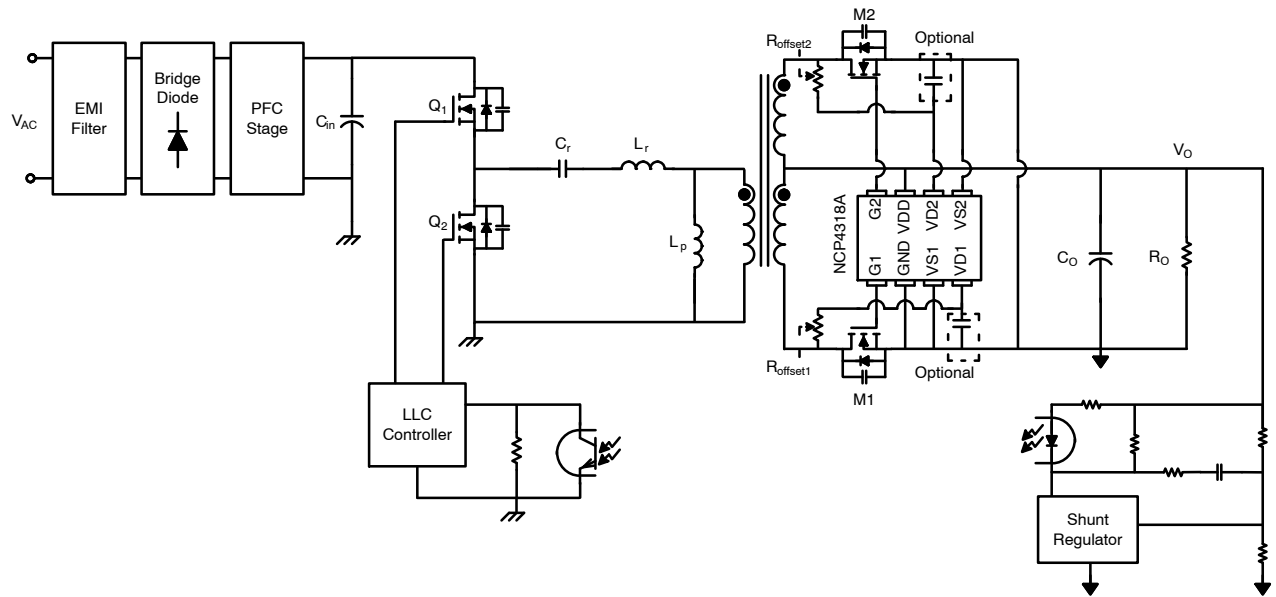 M2
Roffset2
Optional
VAC
EMI
Filter
Bridge
Diode
PFC
Stage
Cin
Q1
Cr
Lr
VO
Q2
Lp
NCP4318A
G2
VDD
VD2
VS2
G1
GND
VS1
VD1
CO
RO
Roffset1
M1
Optional
LLC
Controller
Shunt
Regulator